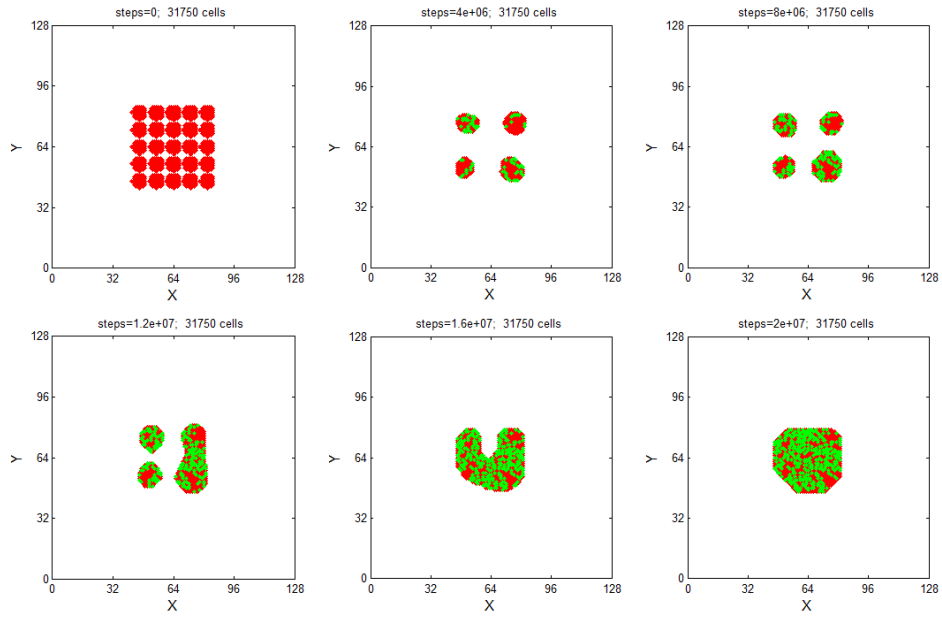 steps=0;  31750 cells
steps=4e+06;  31750 cells
steps=8e+06;  31750 cells
128
96
64
32
0
Y
0 32 64 96 128
X
128
96
64
32
0
Y
0 32 64 96 128
X
128
96
64
32
0
Y
0 32 64 96 128
X
steps=1.2e+07;  31750 cells
steps=1.6e+07;  31750 cells
steps=2e+07;  31750 cells
128
96
64
32
0
Y
0 32 64 96 128
X
128
96
64
32
0
Y
0 32 64 96 128
X
128
96
64
32
0
Y
0 32 64 96 128
X